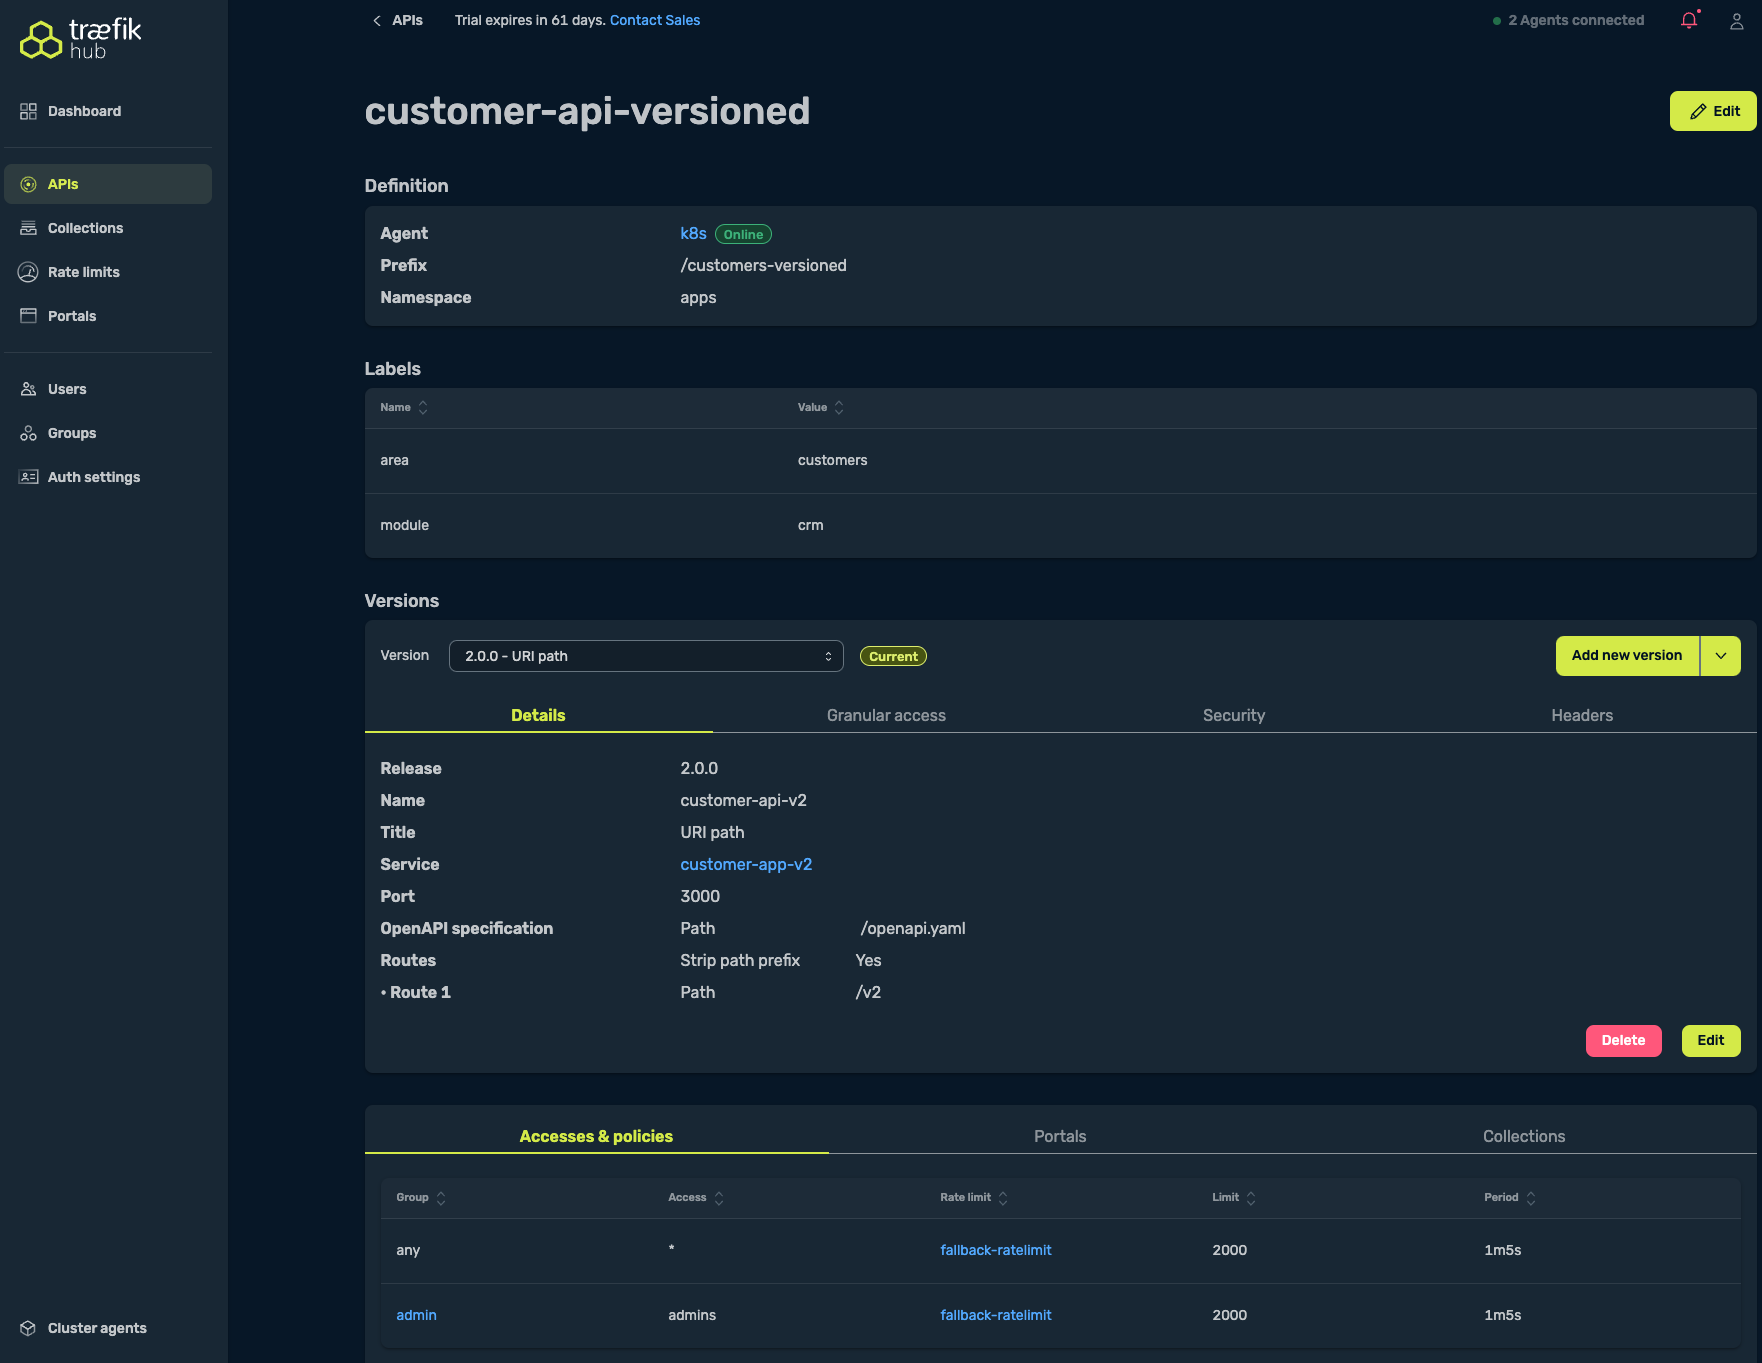 træfik
hub
APIs
Trial expires in 61 days. Contact Sales
2 Agents connected
Dashboard
APIs
Collections
Rate limits
Portals
Users
Groups
Auth settings
Cluster agents
customer-api-versioned
Edit
Definition
Agent k8s Online
Prefix /customers-versioned
Namespace apps
Labels
Name Value
area customers
module crm
Versions
Version 2.0.0 - URI path Current Add new version
Details Granular access Security Headers
Release 2.0.0
Name customer-api-v2
Title URI path
Service customer-app-v2
Port 3000
OpenAPI specification Path /openapi.yaml
Routes Strip path prefix Yes
• Route 1 Path /v2
Delete Edit
Accesses & policies Portals Collections
Group Access Rate limit Limit Period
any * fallback-ratelimit 2000 1m5s
admin admins fallback-ratelimit 2000 1m5s